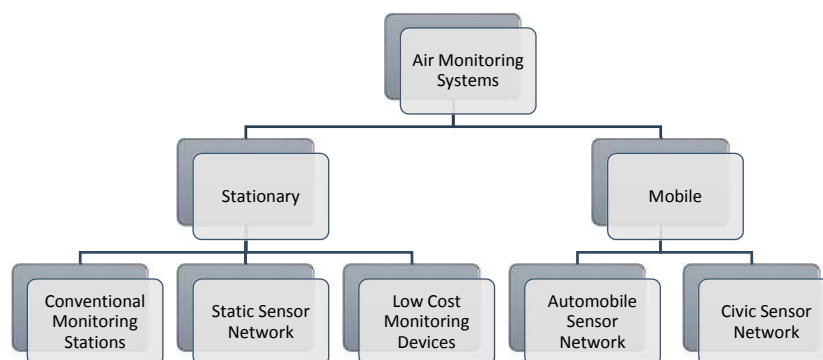 Air Monitoring
Systems
Stationary
Mobile
Conventional
Monitoring
Stations
Static Sensor
Network
Low Cost
Monitoring
Devices
Automobile
Sensor
Network
Civic Sensor
Network